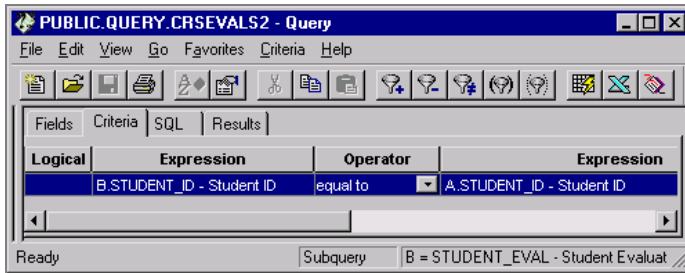 PUBLIC.QUERY.CRSEVALS2 - Query
File Edit View Go Favorites Criteria Help
Fields Criteria SQL Results
Logical Expression Operator Expression
B.STUDENT_ID - Student ID equal to A.STUDENT_ID - Student ID
Ready Subquery B = STUDENT_EVAL - Student Evaluat